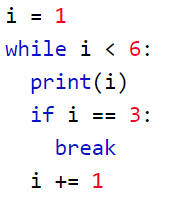 i = 1
while i < 6:
  print(i)
  if i == 3:
    break
  i += 1